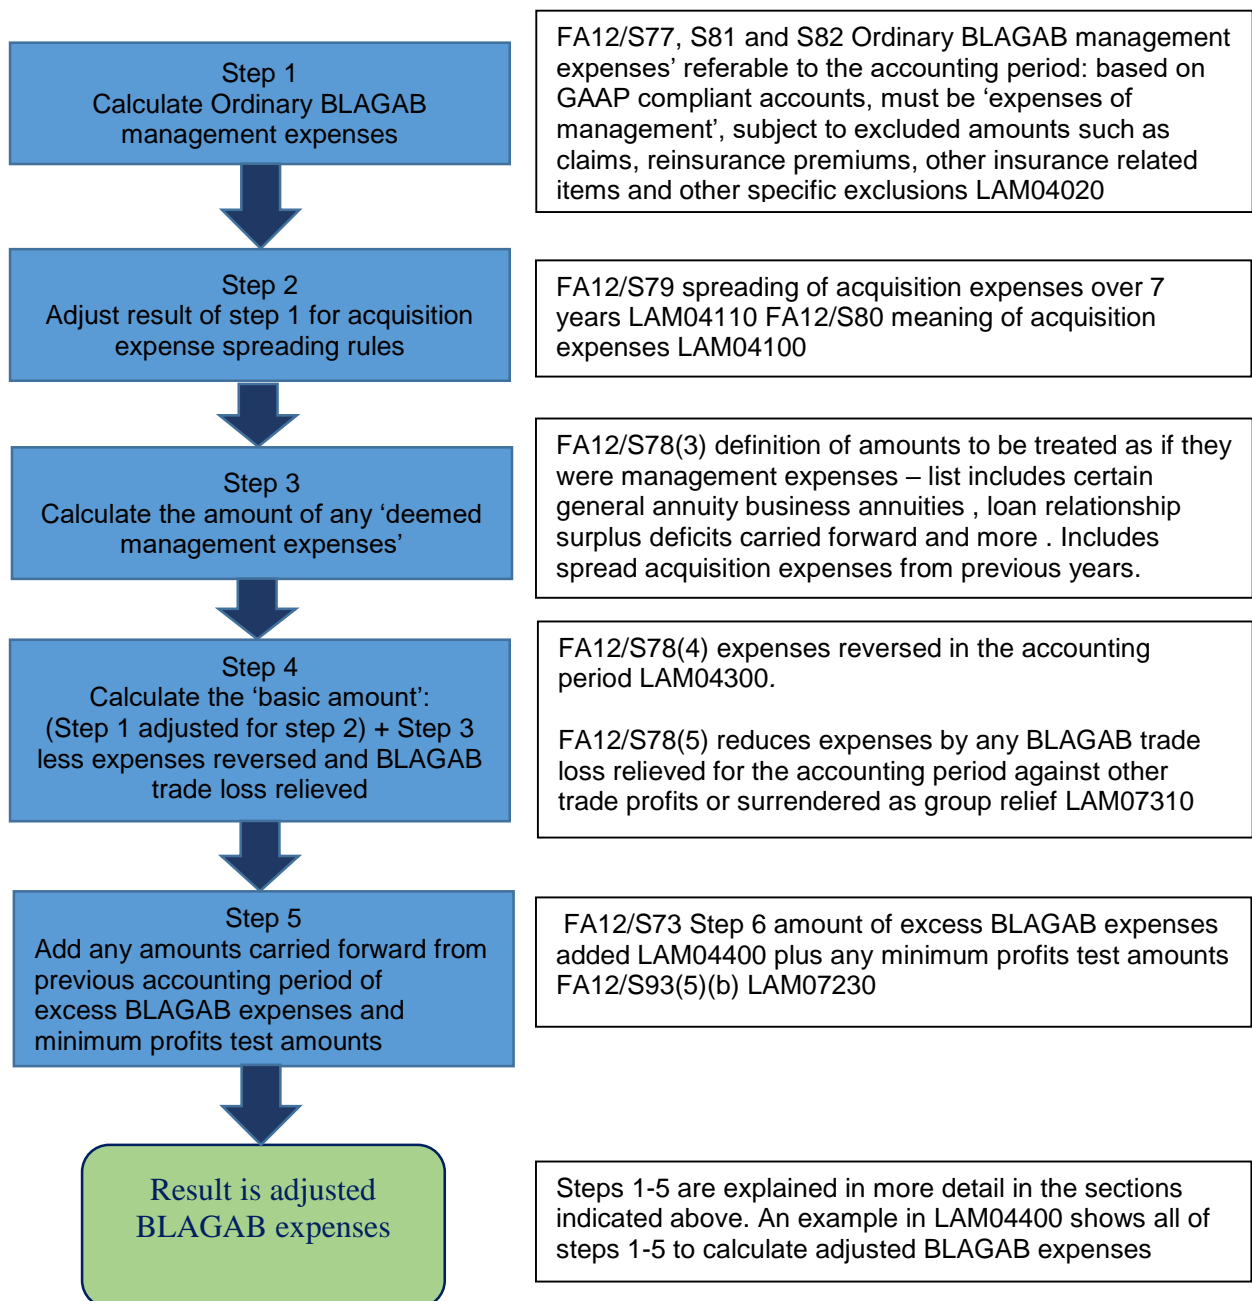 Step 1
Calculate Ordinary BLAGAB
management expenses
FA12/S77, S81 and S82 Ordinary BLAGAB management
expenses’ referable to the accounting period: based on
GAAP compliant accounts, must be ‘expenses of
management’, subject to excluded amounts such as
claims, reinsurance premiums, other insurance related
items and other specific exclusions LAM04020
Step 2
Adjust result of step 1 for acquisition
expense spreading rules
FA12/S79 spreading of acquisition expenses over 7
years LAM04110 FA12/S80 meaning of acquisition
expenses LAM04100
Step 3
Calculate the amount of any ‘deemed
management expenses’
FA12/S78(3) definition of amounts to be treated as if they
were management expenses – list includes certain
general annuity business annuities , loan relationship
surplus deficits carried forward and more . Includes
spread acquisition expenses from previous years.
Step 4
Calculate the ‘basic amount’:
(Step 1 adjusted for step 2) + Step 3
less expenses reversed and BLAGAB
trade loss relieved
FA12/S78(4) expenses reversed in the accounting
period LAM04300.
FA12/S78(5) reduces expenses by any BLAGAB trade
loss relieved for the accounting period against other
trade profits or surrendered as group relief LAM07310
Step 5
Add any amounts carried forward from
previous accounting period of
excess BLAGAB expenses and
minimum profits test amounts
FA12/S73 Step 6 amount of excess BLAGAB expenses
added LAM04400 plus any minimum profits test amounts
FA12/S93(5)(b) LAM07230
Result is adjusted
BLAGAB expenses
Steps 1-5 are explained in more detail in the sections
indicated above. An example in LAM04400 shows all of
steps 1-5 to calculate adjusted BLAGAB expenses